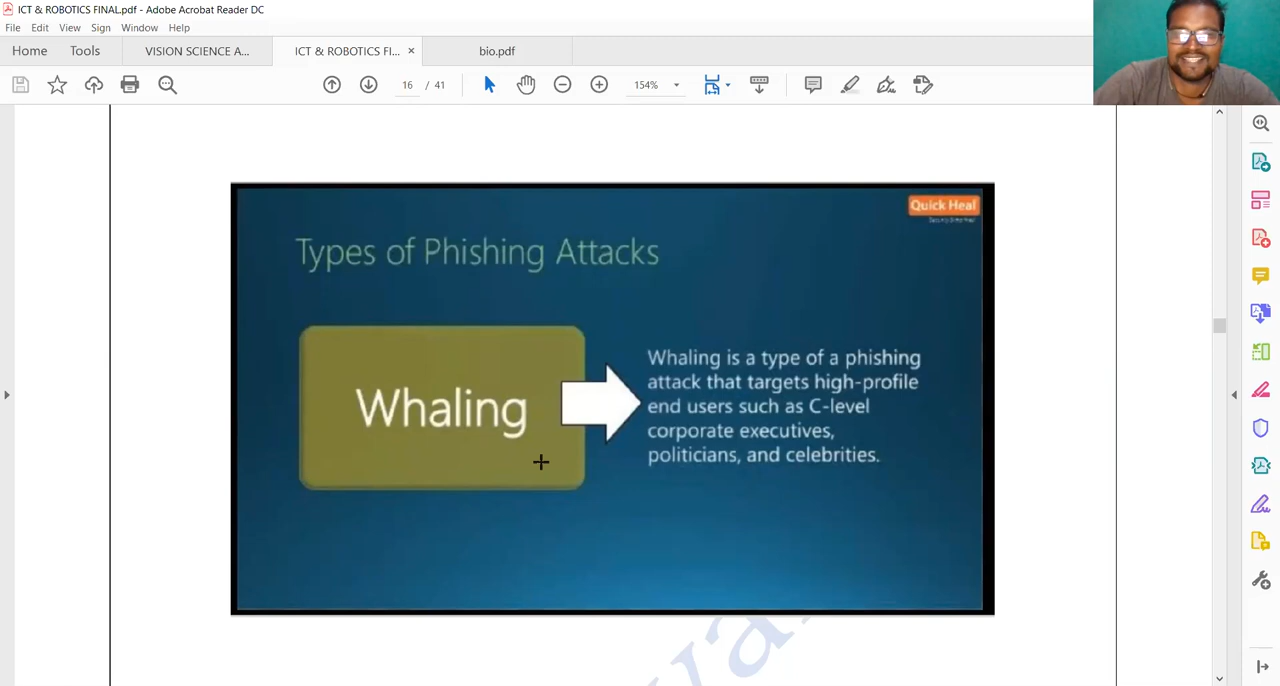 ICT & ROBOTICS FINAL.pdf - Adobe Acrobat Reader DC
File Edit View Sign Window Help
Home Tools VISION SCIENCE A... ICT & ROBOTICS FI... × bio.pdf
16 / 41 154%
Quick Heal
Types of Phishing Attacks
Whaling
Whaling is a type of a phishing
attack that targets high-profile
end users such as C-level
corporate executives,
politicians, and celebrities.